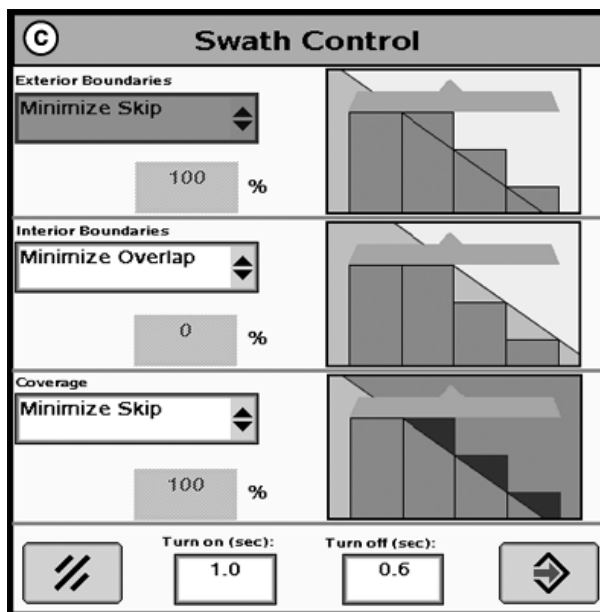 C Swath Control
Exterior Boundaries
Minimize Skip
100 %
Interior Boundaries
Minimize Overlap
0 %
Coverage
Minimize Skip
100 %
Turn on (sec): Turn off (sec):
1.0 0.6